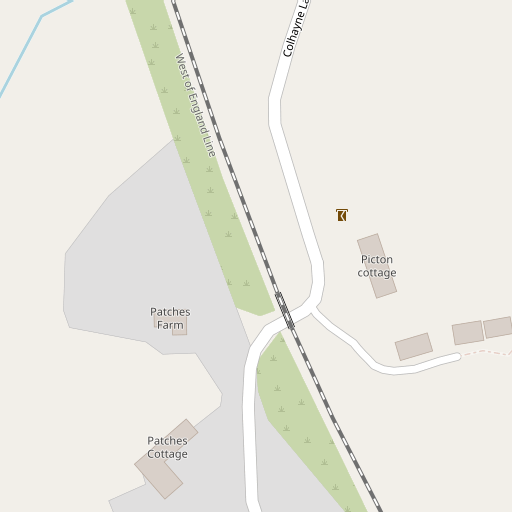 Colhayne La
West of England Line
Picton
cottage
Patches
Farm
Patches
Cottage